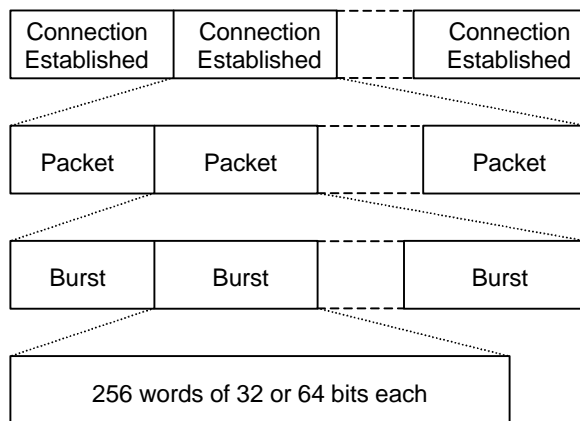 Connection Established
Connection Established
Connection Established
Packet
Packet
Packet
Burst
Burst
Burst
256 words of 32 or 64 bits each